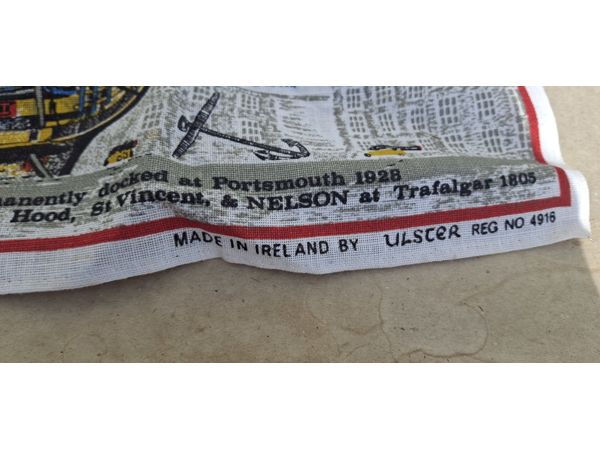 manently docked at Portsmouth 1928
Hood, St Vincent, & NELSON at Trafalgar 1805
MADE IN IRELAND BY ULSTER REG NO 4916